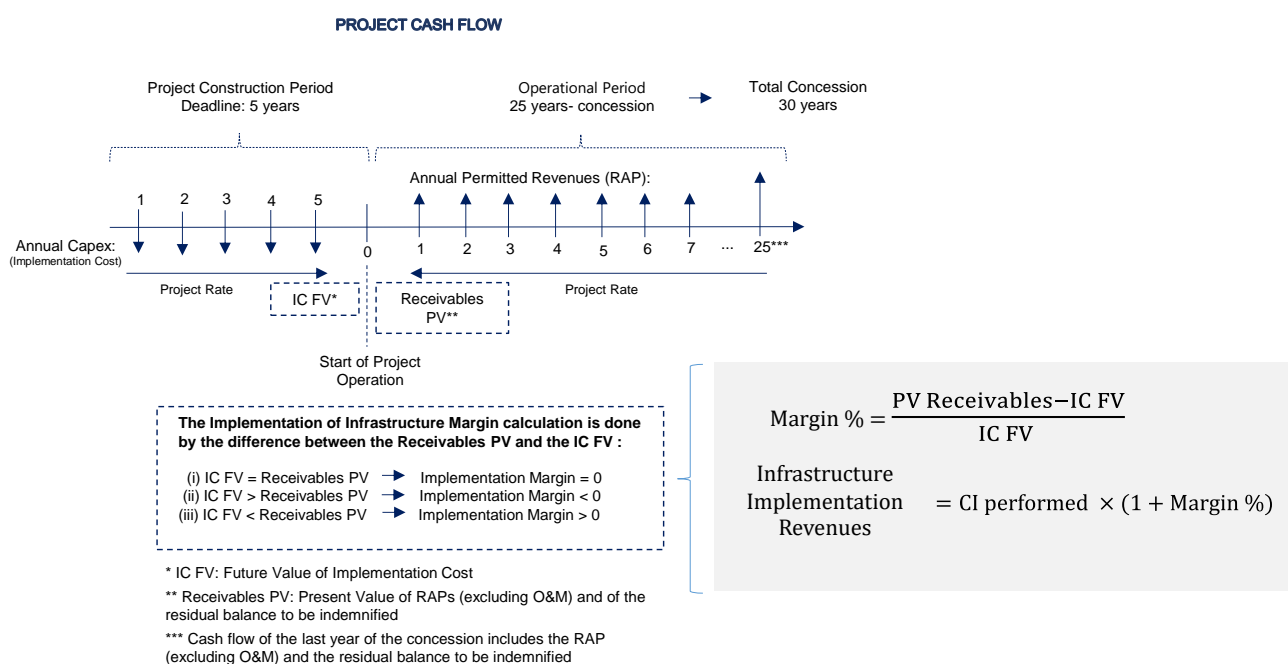 PROJECT CASH FLOW
Project Construction Period
Deadline: 5 years
Operational Period
25 years- concession
Total Concession
30 years
Annual Permitted Revenues (RAP):
1 2 3 4 5
Annual Capex:
(Implementation Cost)
0 1 2 3 4 5 6 7 ... 25***
Project Rate
IC FV*
Receivables
PV**
Project Rate
Start of Project
Operation
The Implementation of Infrastructure Margin calculation is done
by the difference between the Receivables PV and the IC FV :
(i) IC FV = Receivables PV Implementation Margin = 0
(ii) IC FV > Receivables PV Implementation Margin < 0
(iii) IC FV < Receivables PV Implementation Margin > 0
Margin % = PV Receivables−IC FV
IC FV
Infrastructure
Implementation
Revenues
= CI performed × (1 + Margin %)
* IC FV: Future Value of Implementation Cost
** Receivables PV: Present Value of RAPs (excluding O&M) and of the
residual balance to be indemnified
*** Cash flow of the last year of the concession includes the RAP
(excluding O&M) and the residual balance to be indemnified